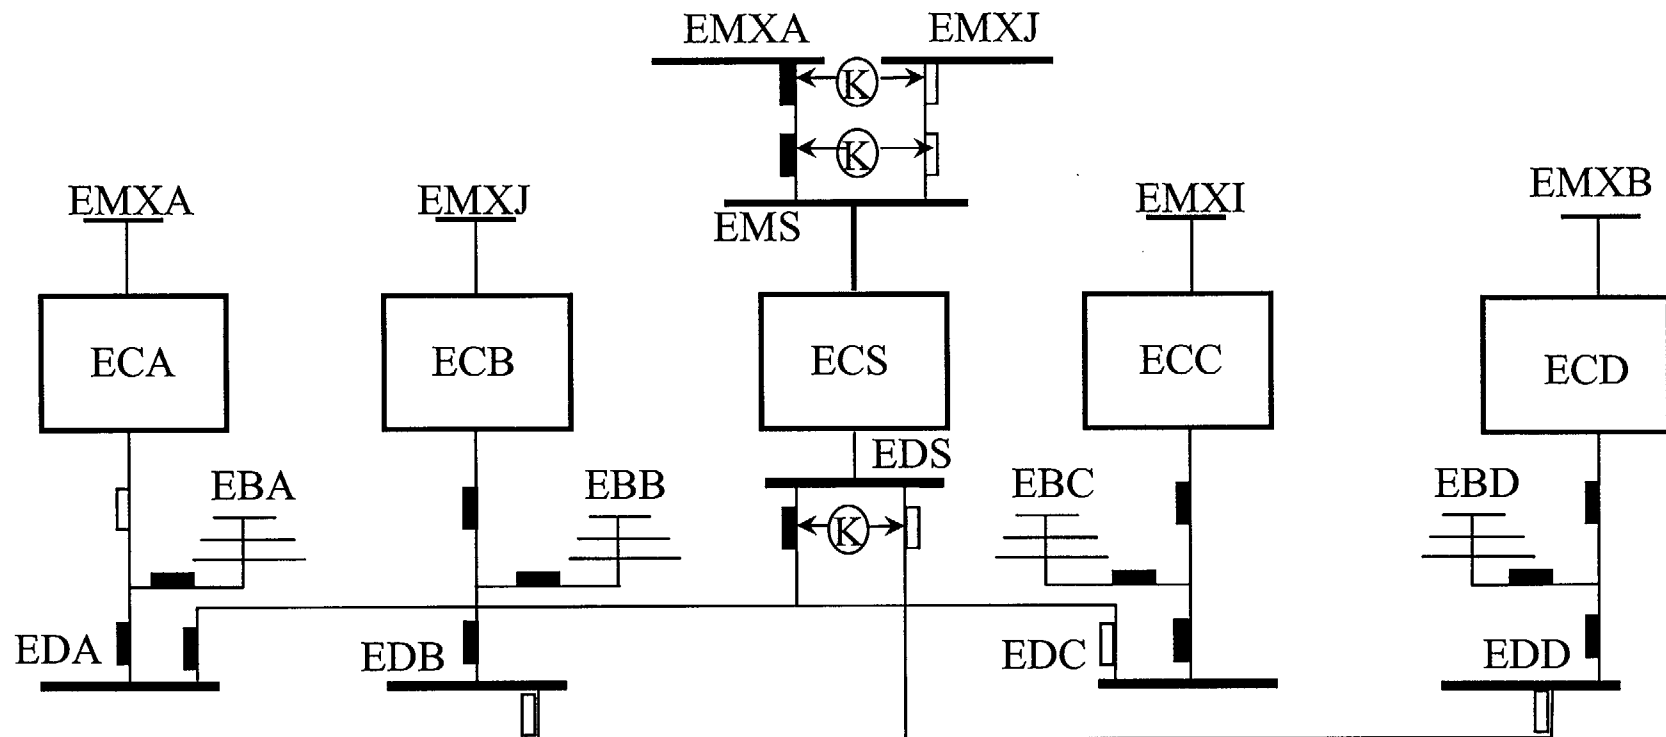 EMXA EMXJ
K
K
EMXA EMXJ EMS EMXI EMXB
ECA ECB ECS ECC ECD
EDS
EBA EBB EBC EBD
K
EDA EDB EDC EDD